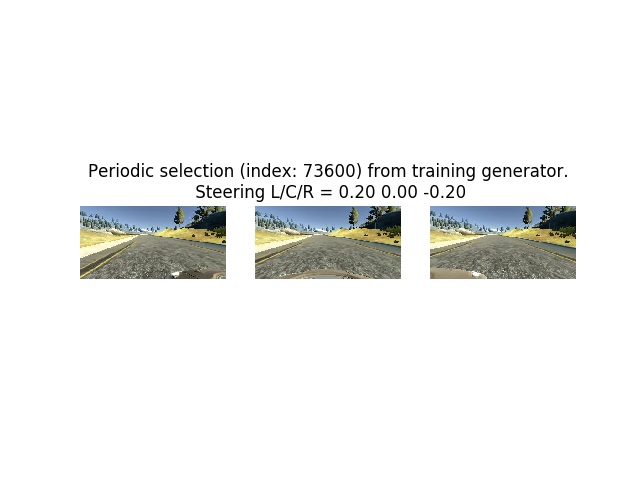 Periodic selection (index: 73600) from training generator.
Steering L/C/R = 0.20 0.00 -0.20